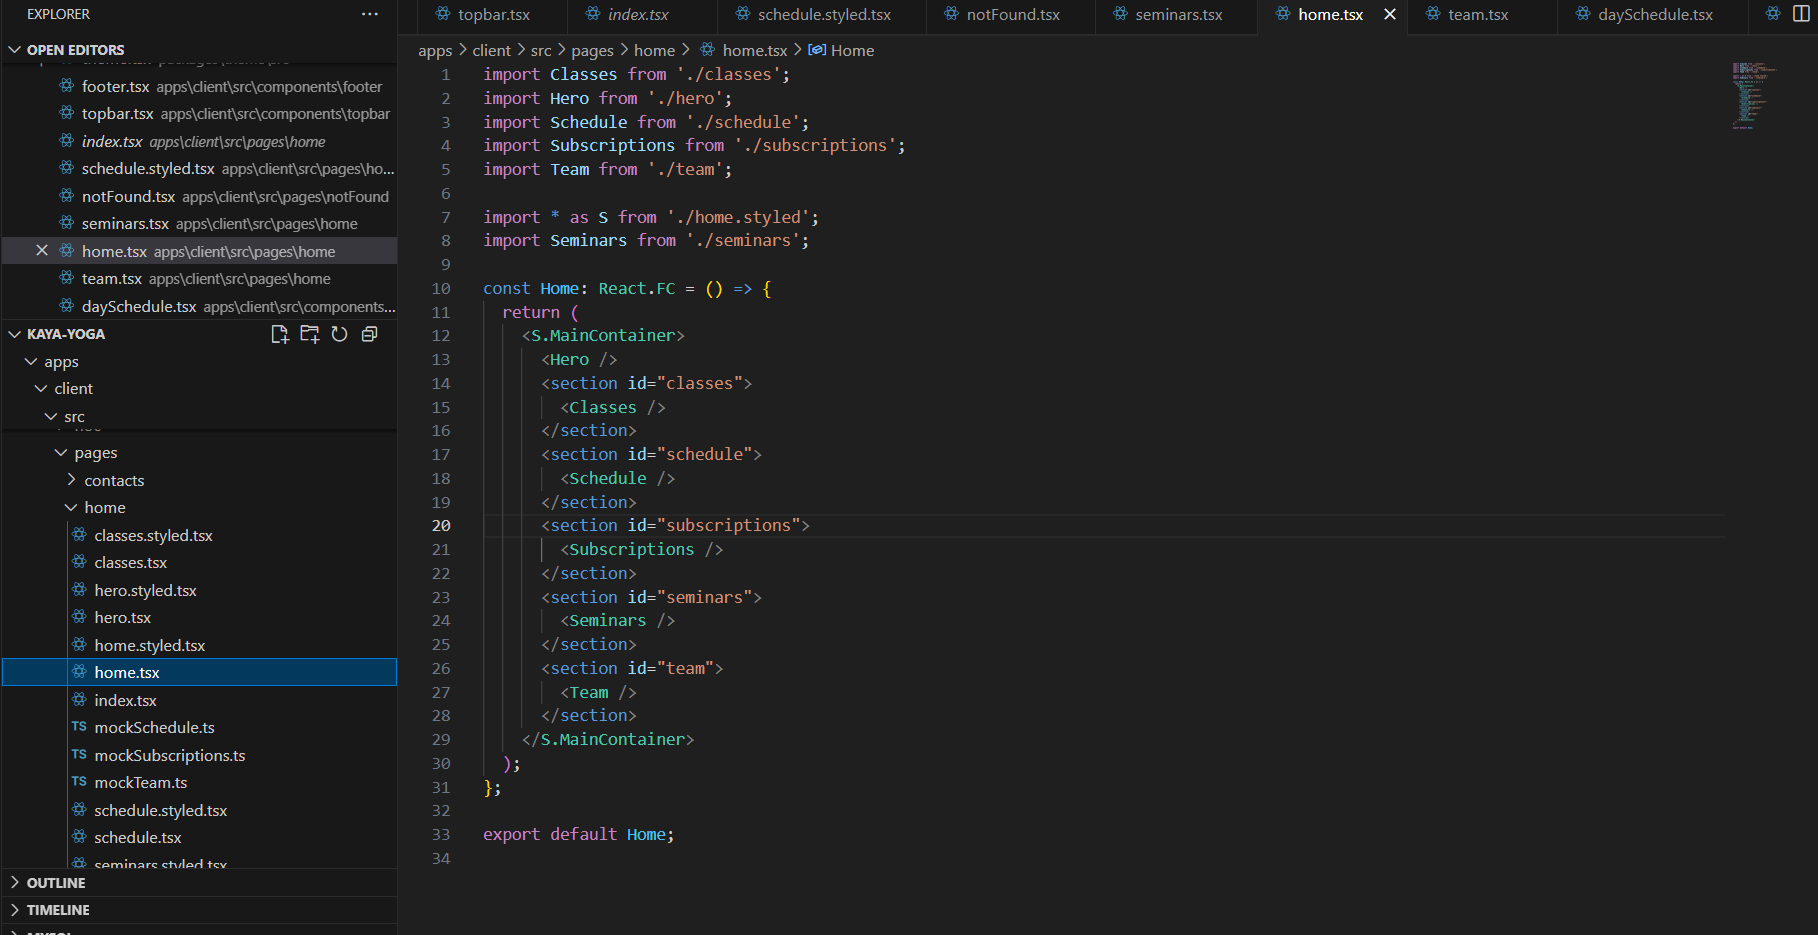 EXPLORER
OPEN EDITORS
footer.tsx apps\client\src\components\footer
topbar.tsx apps\client\src\components\topbar
index.tsx apps\client\src\pages\home
schedule.styled.tsx apps\client\src\pages\ho...
notFound.tsx apps\client\src\pages\notFound
seminars.tsx apps\client\src\pages\home
home.tsx apps\client\src\pages\home
team.tsx apps\client\src\pages\home
daySchedule.tsx apps\client\src\components...
KAYA-YOGA
apps
client
src
pages
contacts
home
classes.styled.tsx
classes.tsx
hero.styled.tsx
hero.tsx
home.styled.tsx
home.tsx
index.tsx
TS mockSchedule.ts
TS mockSubscriptions.ts
TS mockTeam.ts
schedule.styled.tsx
schedule.tsx
seminars.styled.tsx
OUTLINE
TIMELINE
MYSQL
topbar.tsx index.tsx schedule.styled.tsx notFound.tsx seminars.tsx home.tsx team.tsx daySchedule.tsx
apps > client > src > pages > home > home.tsx > Home
1 import Classes from './classes';
2 import Hero from './hero';
3 import Schedule from './schedule';
4 import Subscriptions from './subscriptions';
5 import Team from './team';
6
7 import * as S from './home.styled';
8 import Seminars from './seminars';
9
10 const Home: React.FC = () => {
11 return (
12 <S.MainContainer>
13 <Hero />
14 <section id="classes">
15 <Classes />
16 </section>
17 <section id="schedule">
18 <Schedule />
19 </section>
20 <section id="subscriptions">
21 <Subscriptions />
22 </section>
23 <section id="seminars">
24 <Seminars />
25 </section>
26 <section id="team">
27 <Team />
28 </section>
29 </S.MainContainer>
30 );
31 };
32
33 export default Home;
34